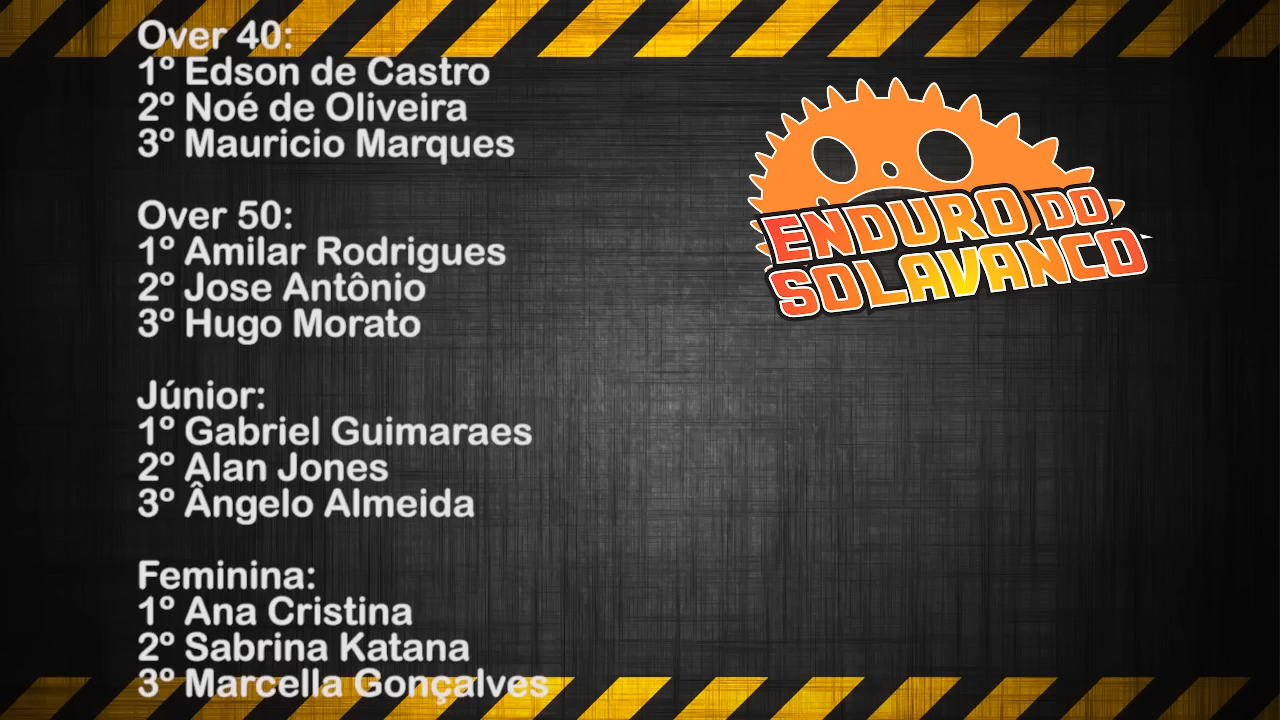 Over 40:
1º Edson de Castro
2º Noé de Oliveira
3º Mauricio Marques
Over 50:
1º Amilar Rodrigues
2º Jose Antônio
3º Hugo Morato
Júnior:
1º Gabriel Guimaraes
2º Alan Jones
3º Ângelo Almeida
Feminina:
1º Ana Cristina
2º Sabrina Katana
3º Marcella Gonçalves
ENDURO DO
SOLAVANCO